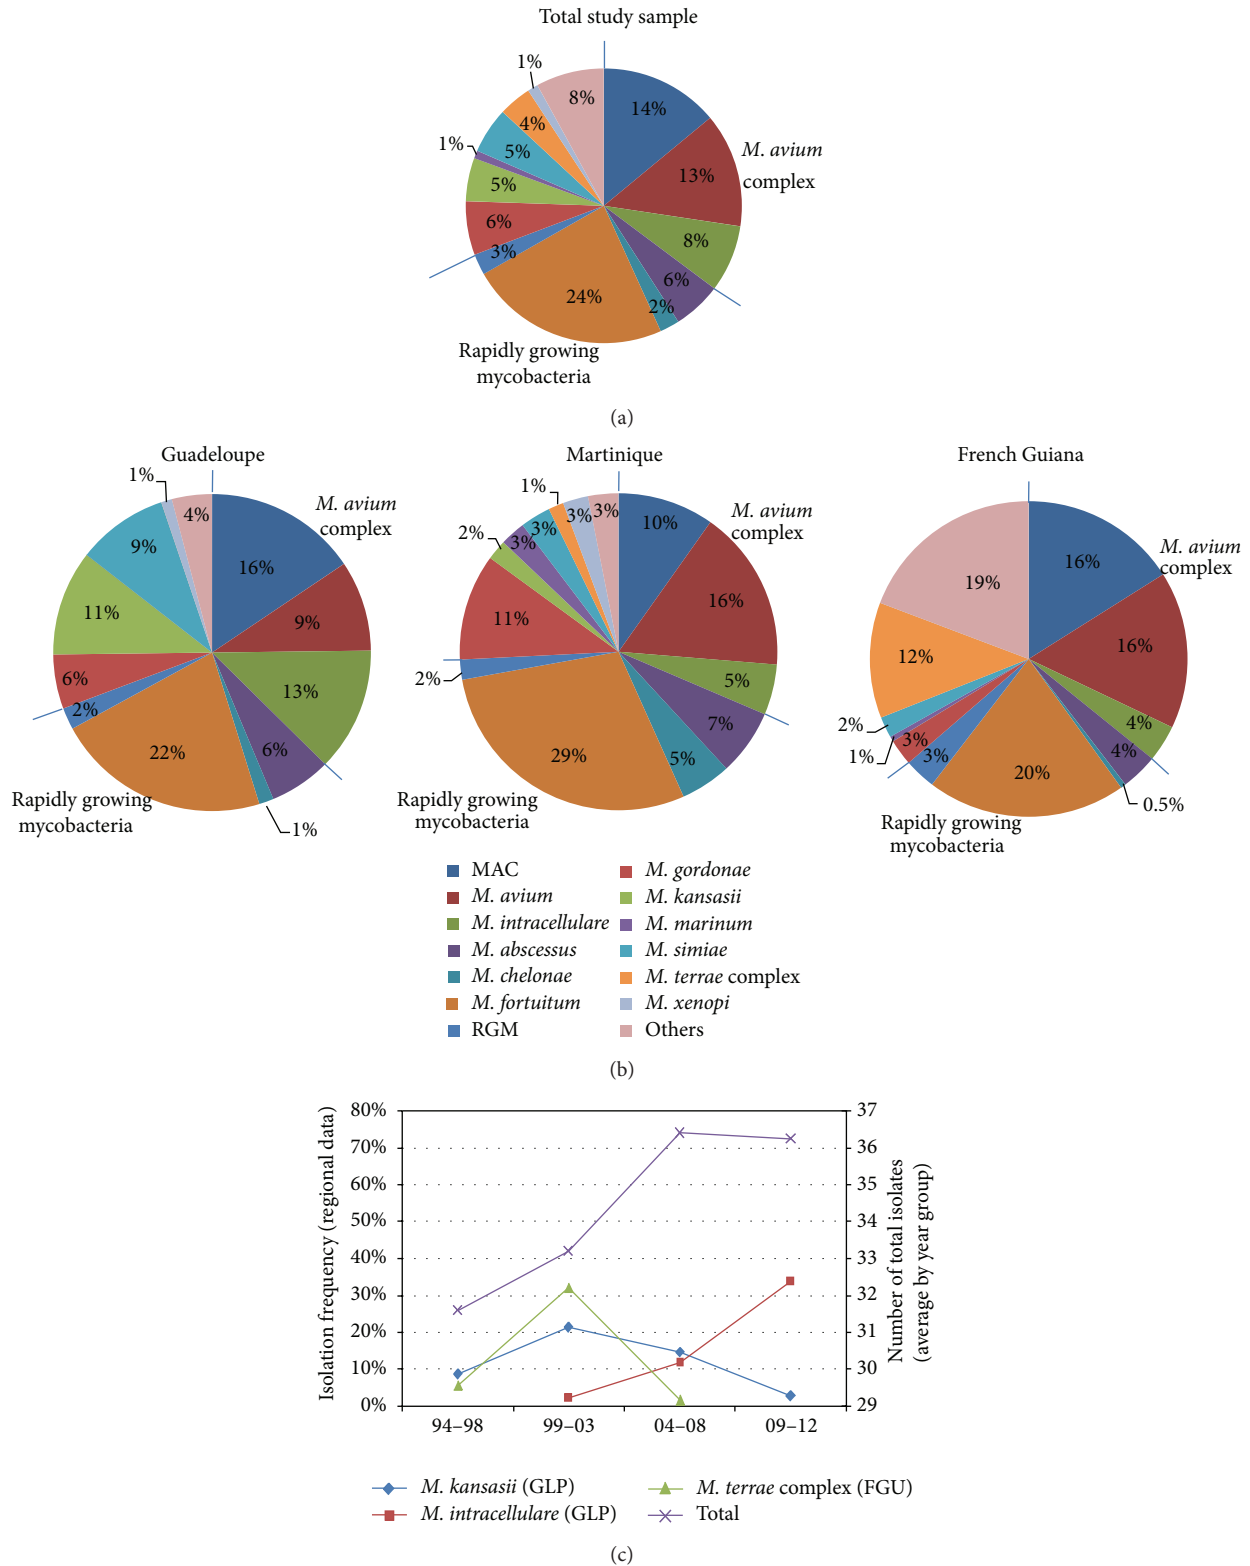 Total study sample
1%
8%
14%
4%
1%
5%
M. avium
complex
13%
5%
6%
8%
3%
6%
2%
24%
Rapidly growing
mycobacteria
(a)
Guadeloupe
1%
4%
M. avium
complex
9%
16%
11%
9%
6%
13%
2%
22%
6%
Rapidly growing
mycobacteria
1%
Martinique
1%
2%
3%
3%
3%
3%
10%
M. avium
complex
11%
16%
2%
5%
7%
29%
5%
Rapidly growing
mycobacteria
French Guiana
19%
16%
M. avium
complex
12%
16%
2%
1%
3%
4%
3%
4%
20%
0.5%
Rapidly growing
mycobacteria
MAC
M. avium
M. intracellulare
M. abscessus
M. chelonae
M. fortuitum
RGM
M. gordonae
M. kansasii
M. marinum
M. simiae
M. terrae complex
M. xenopi
Others
(b)
Isolation frequency (regional data)
80%
70%
60%
50%
40%
30%
20%
10%
0%
37
36
35
34
33
32
31
30
29
Number of total isolates
(average by year group)
94–98
99–03
04–08
09–12
M. kansasii (GLP)
M. intracellulare (GLP)
M. terrae complex (FGU)
Total
(c)